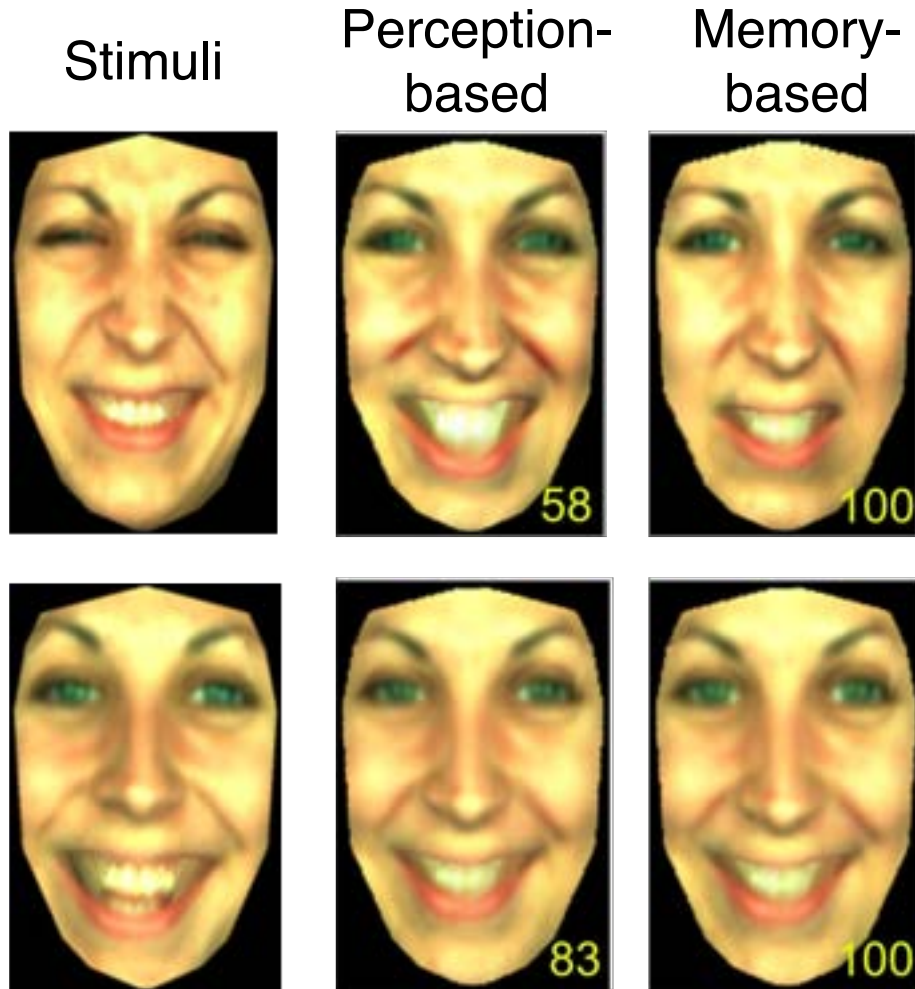 Stimuli
Perception-
based
Memory-
based
58
100
83
100